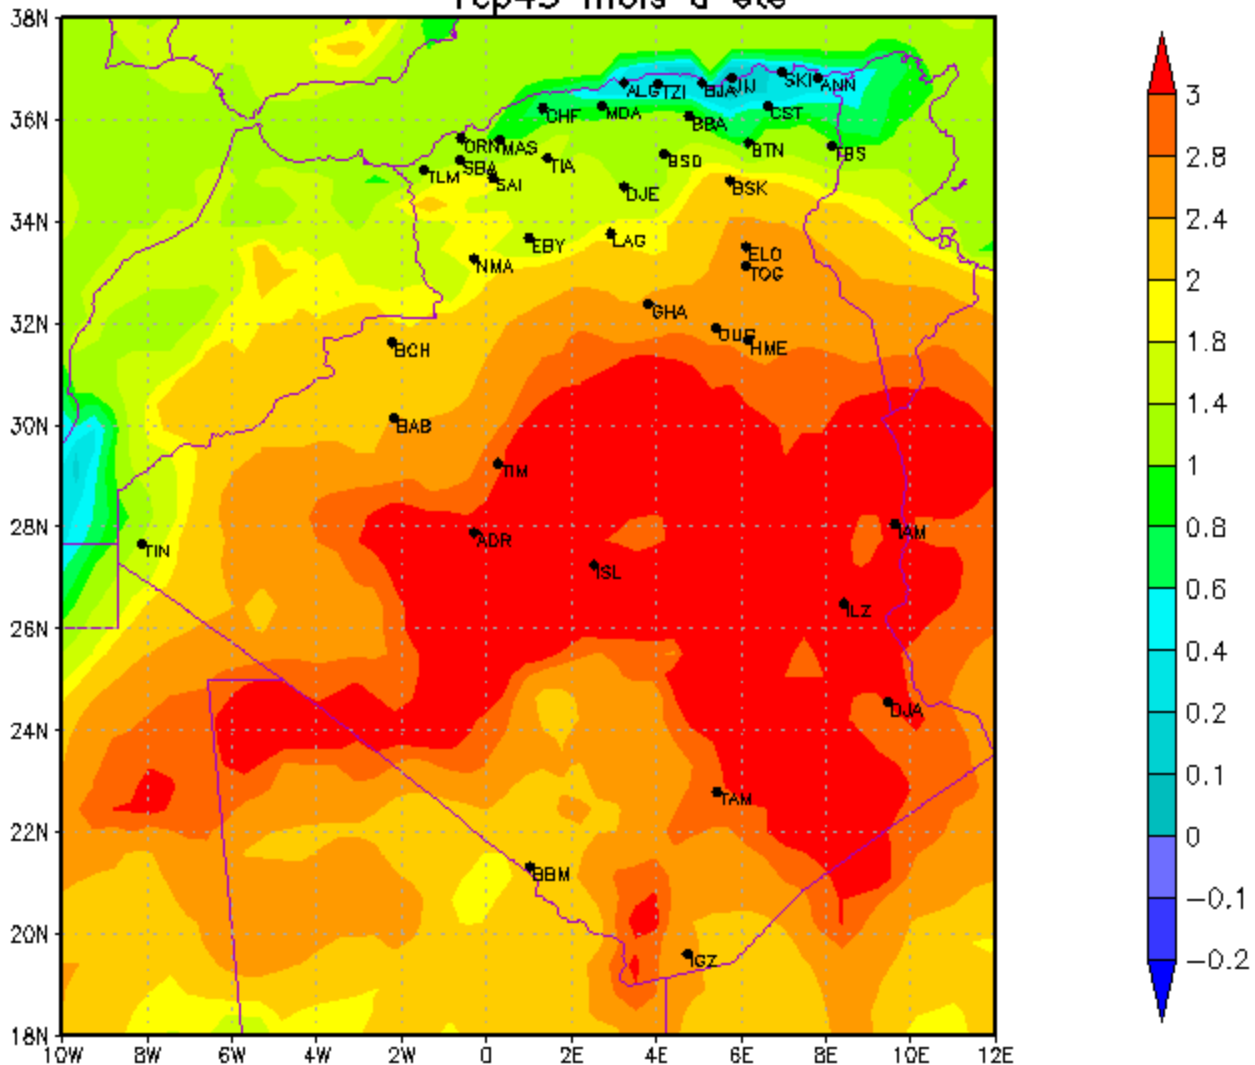 rcp45 mois d'ete
38N
36N
34N
32N
30N
28N
26N
24N
22N
20N
18N
10W 8W 6W 4W 2W 0 2E 4E 6E 8E 10E 12E
ALG TZI BJA JIJ SKI ANN
CHF MDA BBA CST
ORN MAS BTN TBS
SBA TIA BSD
TLM SAI DJE BSK
EBY LAG ELO
NMA TOG
GHA
OUR HME
BCH
BAB
TIM
ADR IAM
TIN
ISL
ILZ
DJA
TAM
BBM
IGZ
3
2.8
2.4
2
1.8
1.4
1
0.8
0.6
0.4
0.2
0.1
0
−0.1
−0.2